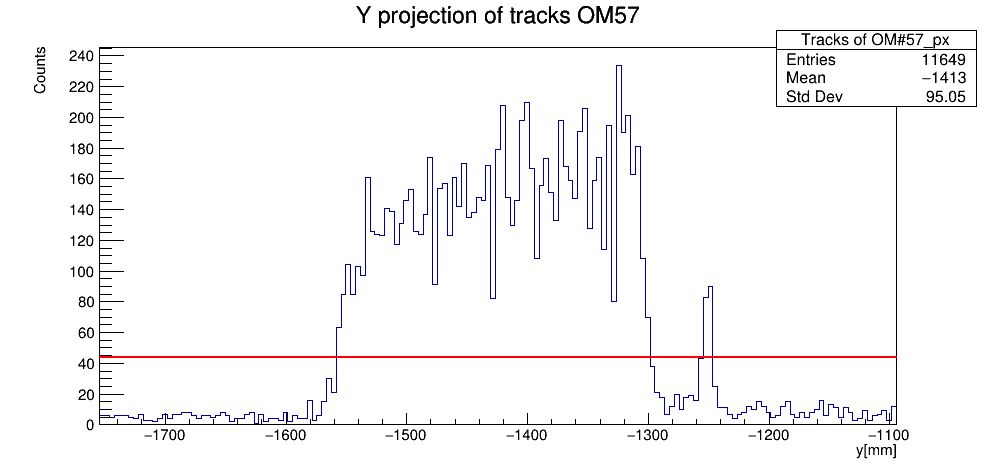 Y projection of tracks OM57
Tracks of OM#57_px
Entries 11649
Mean −1413
Std Dev 95.05
Counts
240
220
200
180
160
140
120
100
80
60
40
20
0
−1700 −1600 −1500 −1400 −1300 −1200 −1100
y[mm]